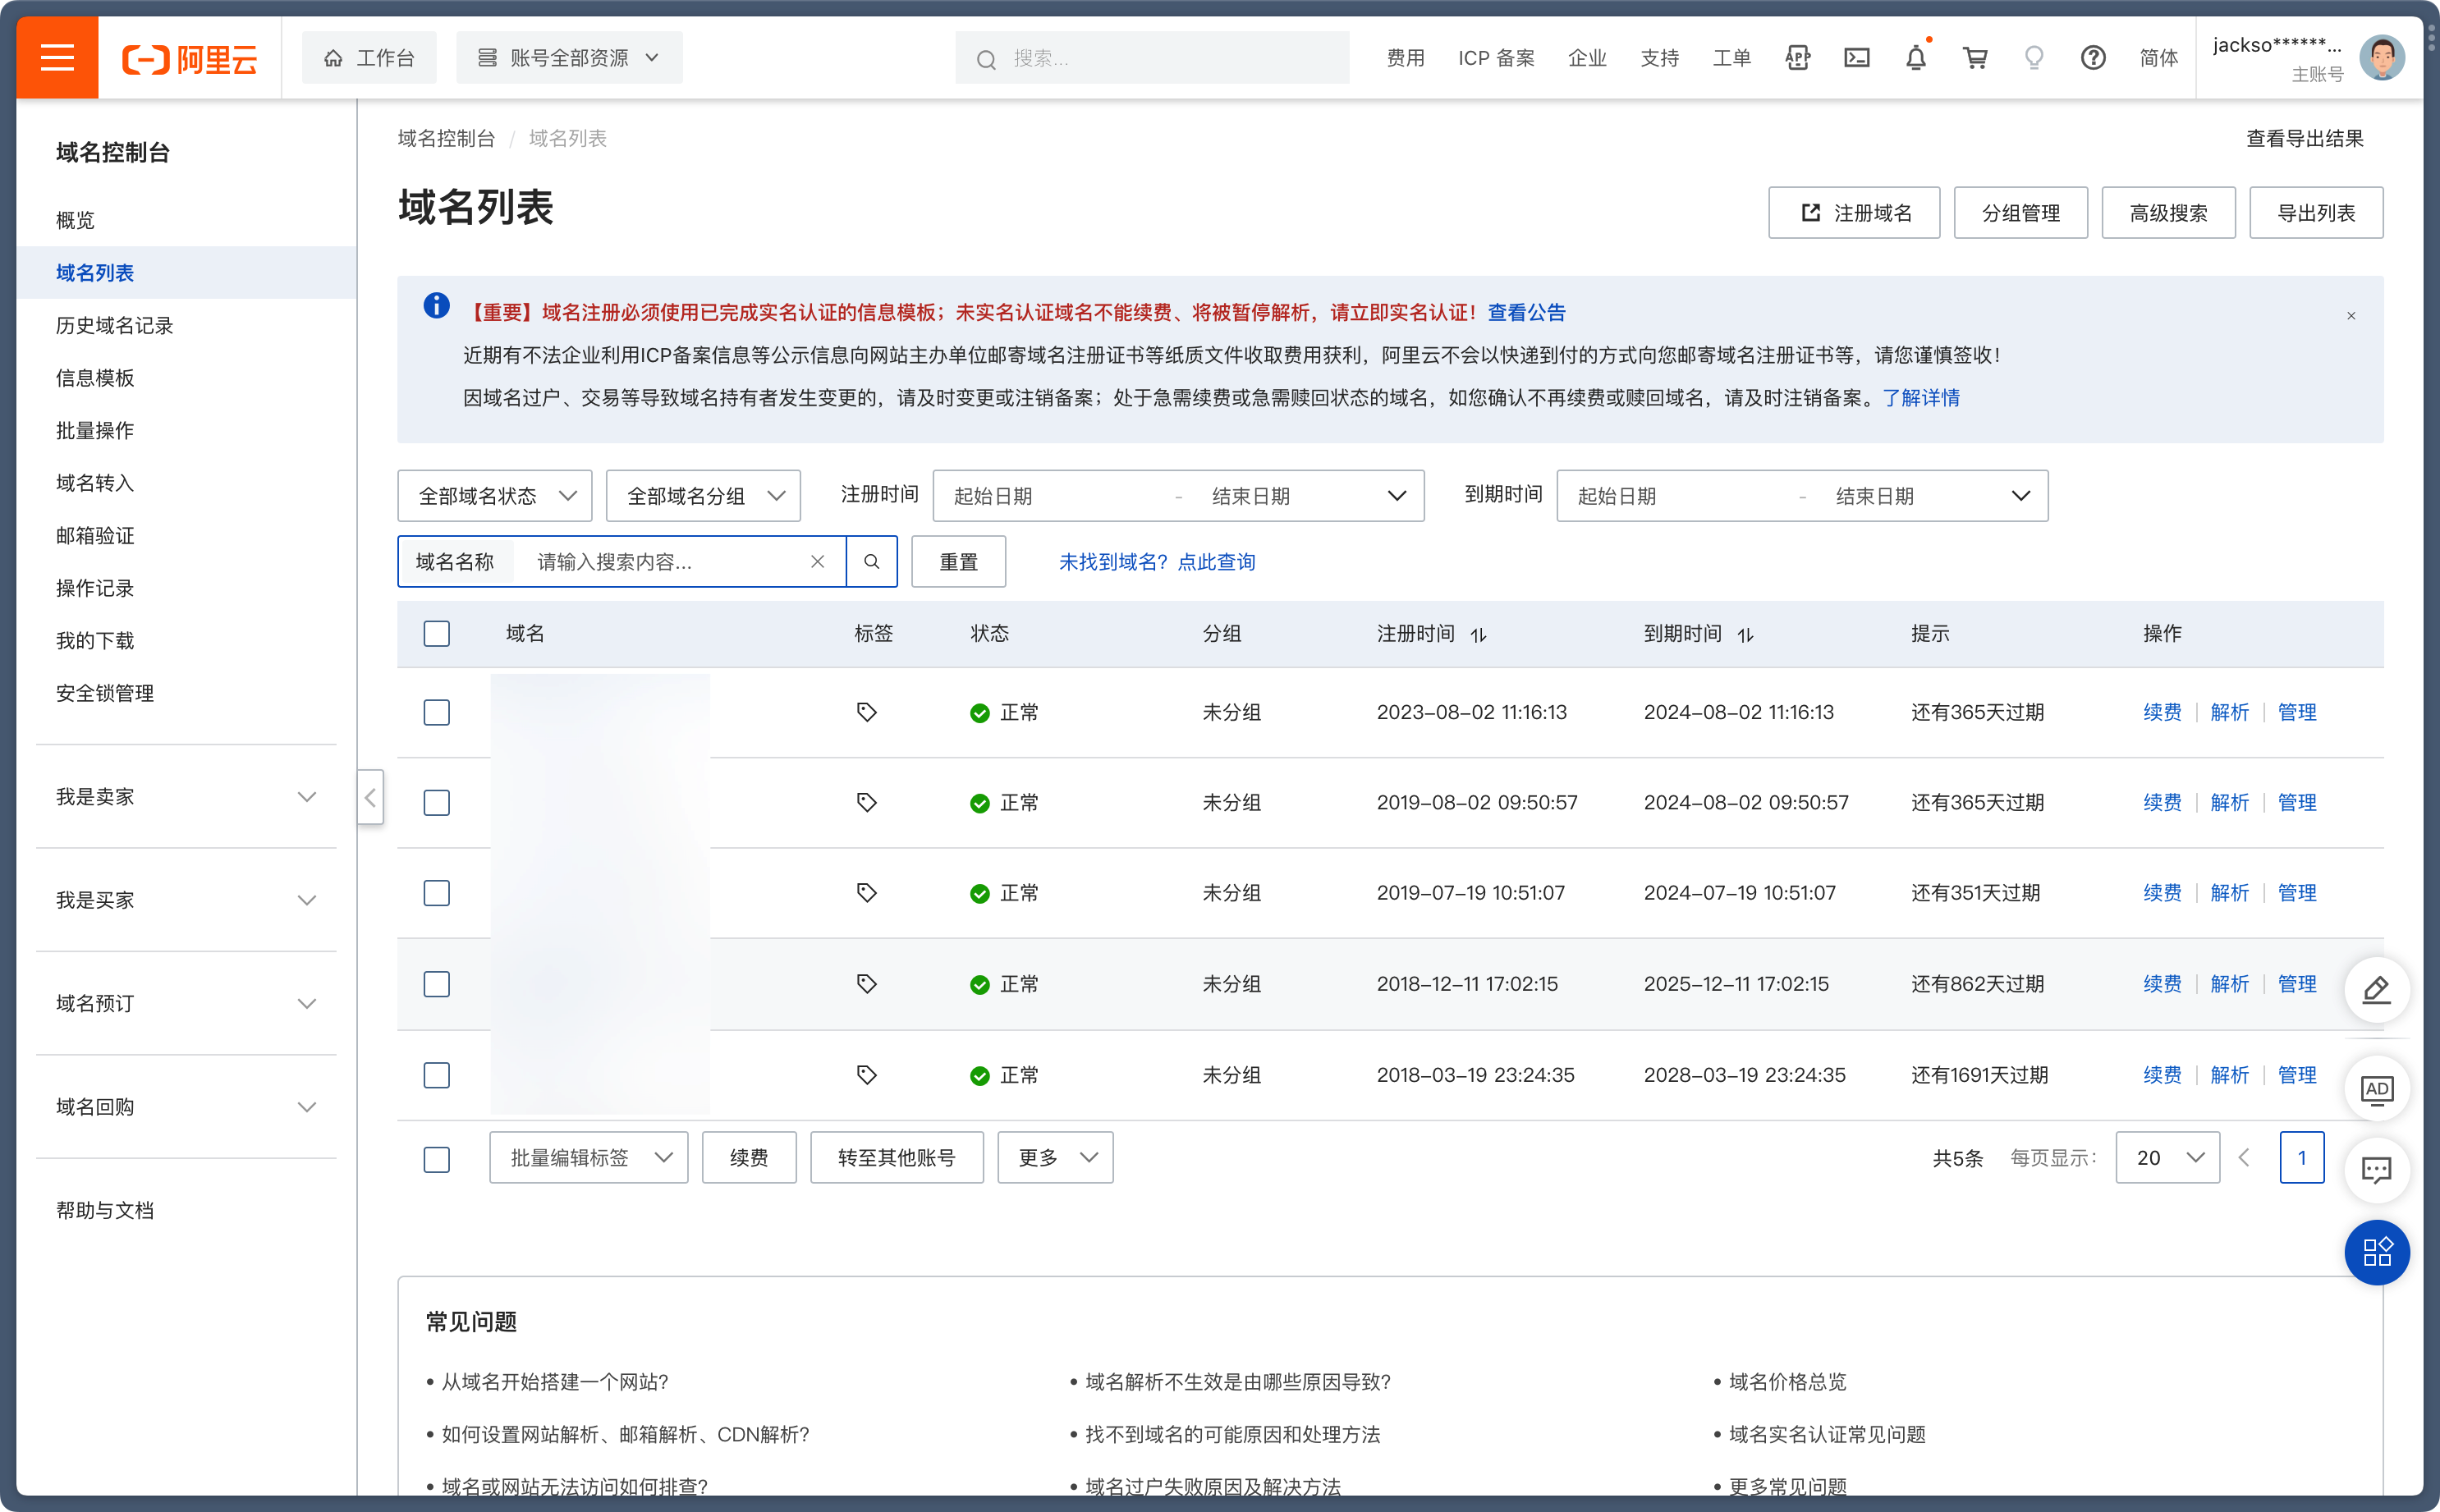 阿里云 工作台 账号全部资源 搜索... 费用 ICP 备案 企业 支持 工单 APP 简体 jackso******...
主账号
域名控制台
概览
域名列表
历史域名记录
信息模板
批量操作
域名转入
邮箱验证
操作记录
我的下载
安全锁管理
我是卖家
我是买家
域名预订
域名回购
帮助与文档
域名控制台 / 域名列表 查看导出结果
域名列表 注册域名 分组管理 高级搜索 导出列表
【重要】域名注册必须使用已完成实名认证的信息模板；未实名认证域名不能续费、将被暂停解析，请立即实名认证！查看公告
近期有不法企业利用ICP备案信息等公示信息向网站主办单位邮寄域名注册证书等纸质文件收取费用获利，阿里云不会以快递到付的方式向您邮寄域名注册证书等，请您谨慎签收！
因域名过户、交易等导致域名持有者发生变更的，请及时变更或注销备案；处于急需续费或急需赎回状态的域名，如您确认不再续费或赎回域名，请及时注销备案。了解详情
全部域名状态 全部域名分组 注册时间 起始日期 - 结束日期 到期时间 起始日期 - 结束日期
域名名称 请输入搜索内容... 重置 未找到域名？点此查询
域名 标签 状态 分组 注册时间 到期时间 提示 操作
正常 未分组 2023-08-02 11:16:13 2024-08-02 11:16:13 还有365天过期 续费 | 解析 | 管理
正常 未分组 2019-08-02 09:50:57 2024-08-02 09:50:57 还有365天过期 续费 | 解析 | 管理
正常 未分组 2019-07-19 10:51:07 2024-07-19 10:51:07 还有351天过期 续费 | 解析 | 管理
正常 未分组 2018-12-11 17:02:15 2025-12-11 17:02:15 还有862天过期 续费 | 解析 | 管理
正常 未分组 2018-03-19 23:24:35 2028-03-19 23:24:35 还有1691天过期 续费 | 解析 | 管理
AD
批量编辑标签 续费 转至其他账号 更多 共5条 每页显示： 20 1
常见问题
• 从域名开始搭建一个网站? • 域名解析不生效是由哪些原因导致? • 域名价格总览
• 如何设置网站解析、邮箱解析、CDN解析? • 找不到域名的可能原因和处理方法 • 域名实名认证常见问题
• 域名或网站无法访问如何排查? • 域名过户失败原因及解决方法 • 更多常见问题